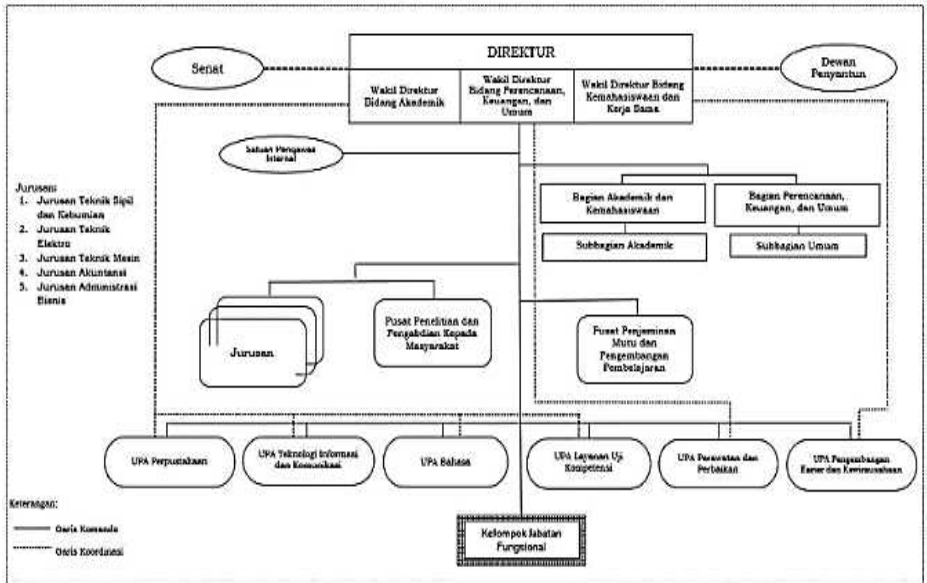 DIREKTUR
Senat
Dewan
Penyantun
Wakil Direktur
Bidang Akademik
Wakil Direktur
Bidang Perencanaan,
Keuangan, dan
Umum
Wakil Direktur Bidang
Kemahasiswaan dan
Kerja Sama
Satuan Pengawas
Internal
Jurusan:
1. Jurusan Teknik Sipil
dan Kebumian
2. Jurusan Teknik
Elektro
3. Jurusan Teknik Mesin
4. Jurusan Akuntansi
5. Jurusan Administrasi
Bisnis
Bagian Akademik dan
Kemahasiswaan
Bagian Perencanaan,
Keuangan, dan Umum
Subbagian Akademik
Subbagian Umum
Jurusan
Pusat Penelitian dan
Pengabdian Kepada
Masyarakat
Pusat Penjaminan
Mutu dan
Pengembangan
Pembelajaran
UPA Perpustakaan
UPA Teknologi Informasi
dan Komunikasi
UPA Bahasa
UPA Layanan Uji
Kompetensi
UPA Perawatan dan
Perbaikan
UPA Pengembangan
Karier dan Kewirausahaan
Keterangan:
Garis Komando
Garis Koordinasi
Kelompok Jabatan
Fungsional